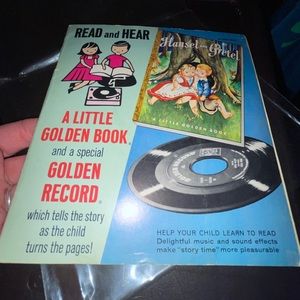 READ and HEAR
Hansel and Gretel
A LITTLE GOLDEN BOOK
A LITTLE
GOLDEN BOOK®
and a special
GOLDEN
RECORD®
which tells the story
as the child
turns the pages!
HELP YOUR CHILD LEARN TO READ
Delightful music and sound effects
make "story time" more pleasurable